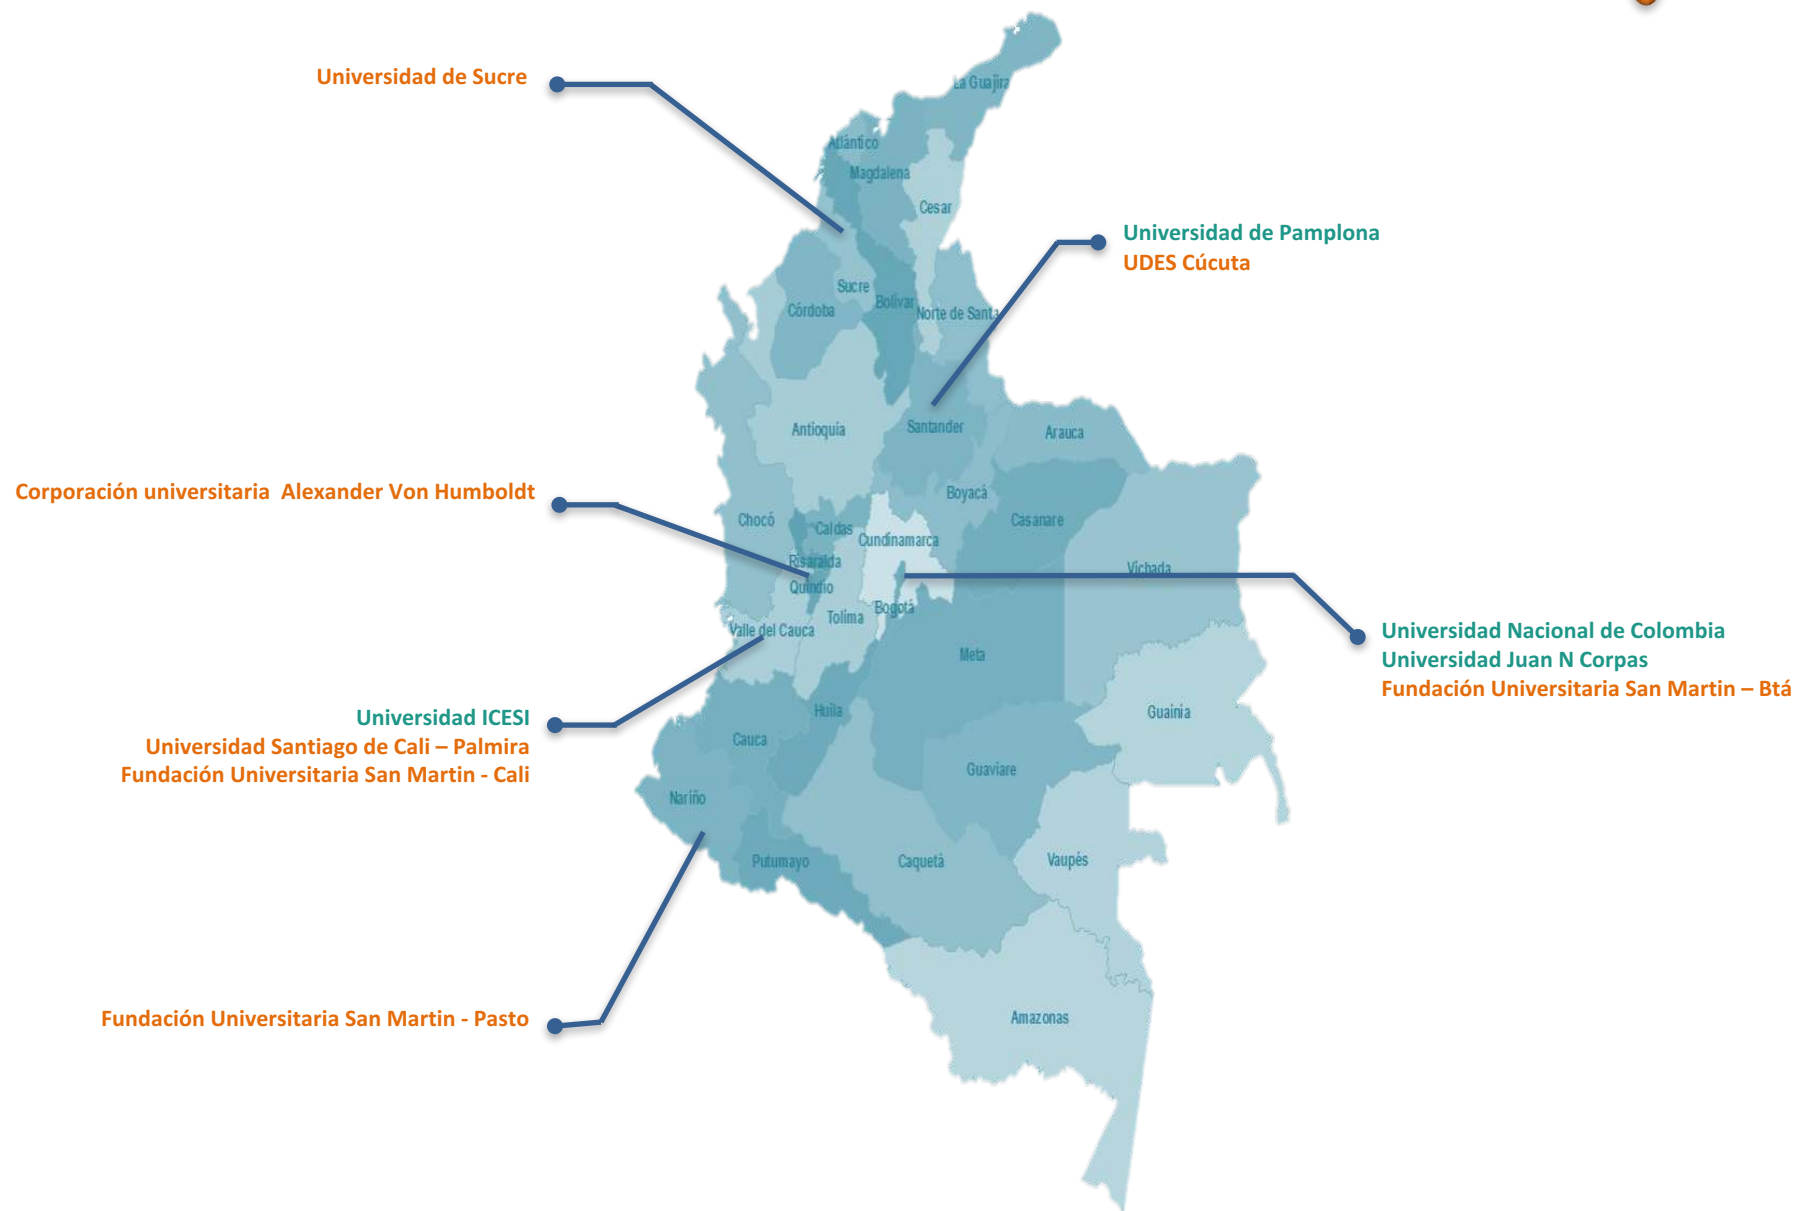 La Guajira
Universidad de Sucre
Atlántico
Magdalena
Cesar
Universidad de Pamplona
UDES Cúcuta
Sucre
Bolívar
Córdoba
Norte de Santa
Antioquia
Santander
Arauca
Corporación universitaria Alexander Von Humboldt
Boyacá
Chocó
Caldas
Casanare
Cundinamarca
Risaralda
Vichada
Quindío
Bogotá
Tolima
Valle del Cauca
Universidad Nacional de Colombia
Universidad Juan N Corpas
Fundación Universitaria San Martin – Btá
Meta
Huila
Guainía
Universidad ICESI
Universidad Santiago de Cali – Palmira
Fundación Universitaria San Martin - Cali
Cauca
Guaviare
Nariño
Putumayo
Caquetá
Vaupés
Fundación Universitaria San Martin - Pasto
Amazonas